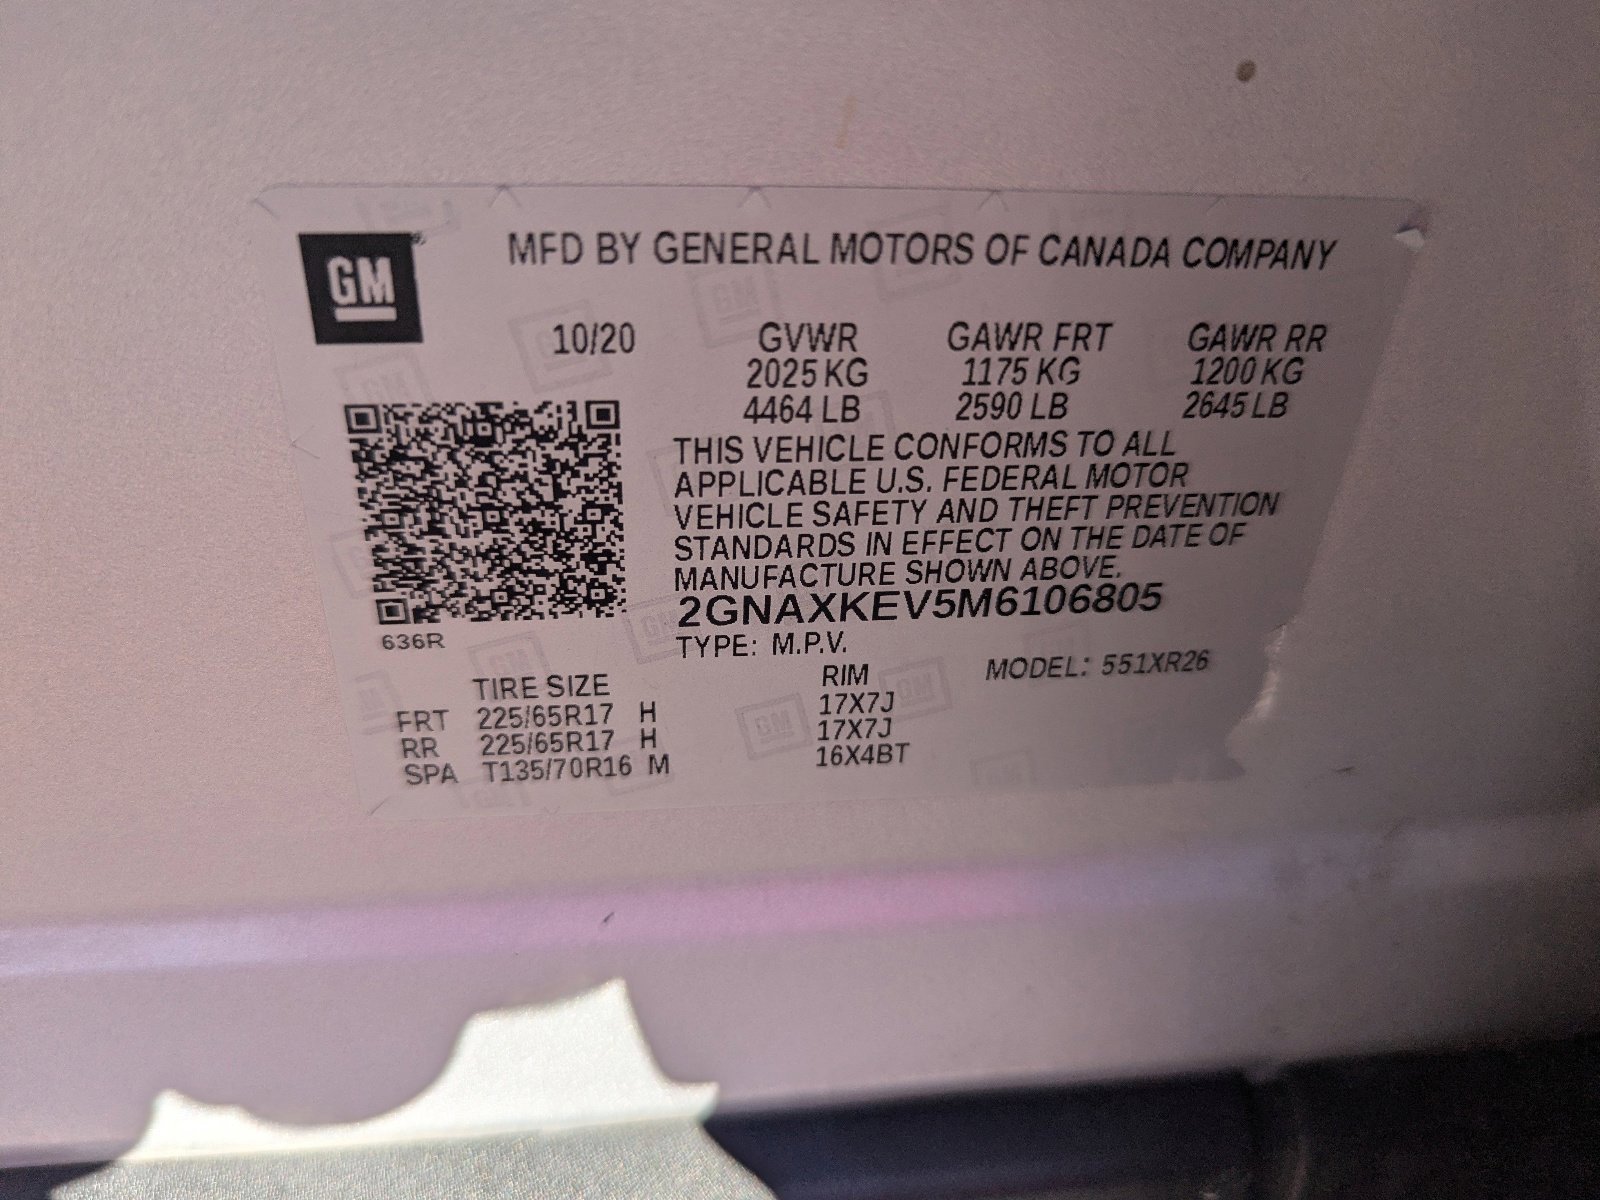 GM
MFD BY GENERAL MOTORS OF CANADA COMPANY
10/20 GVWR GAWR FRT GAWR RR
2025 KG 1175 KG 1200 KG
4464 LB 2590 LB 2645 LB
THIS VEHICLE CONFORMS TO ALL
APPLICABLE U.S. FEDERAL MOTOR
VEHICLE SAFETY AND THEFT PREVENTION
STANDARDS IN EFFECT ON THE DATE OF
MANUFACTURE SHOWN ABOVE.
2GNAXKEV5M6106805
636R
TYPE: M.P.V.
TIRE SIZE RIM MODEL: 551XR26
FRT 225/65R17 H 17X7J
RR 225/65R17 H 17X7J
SPA T135/70R16 M 16X4BT